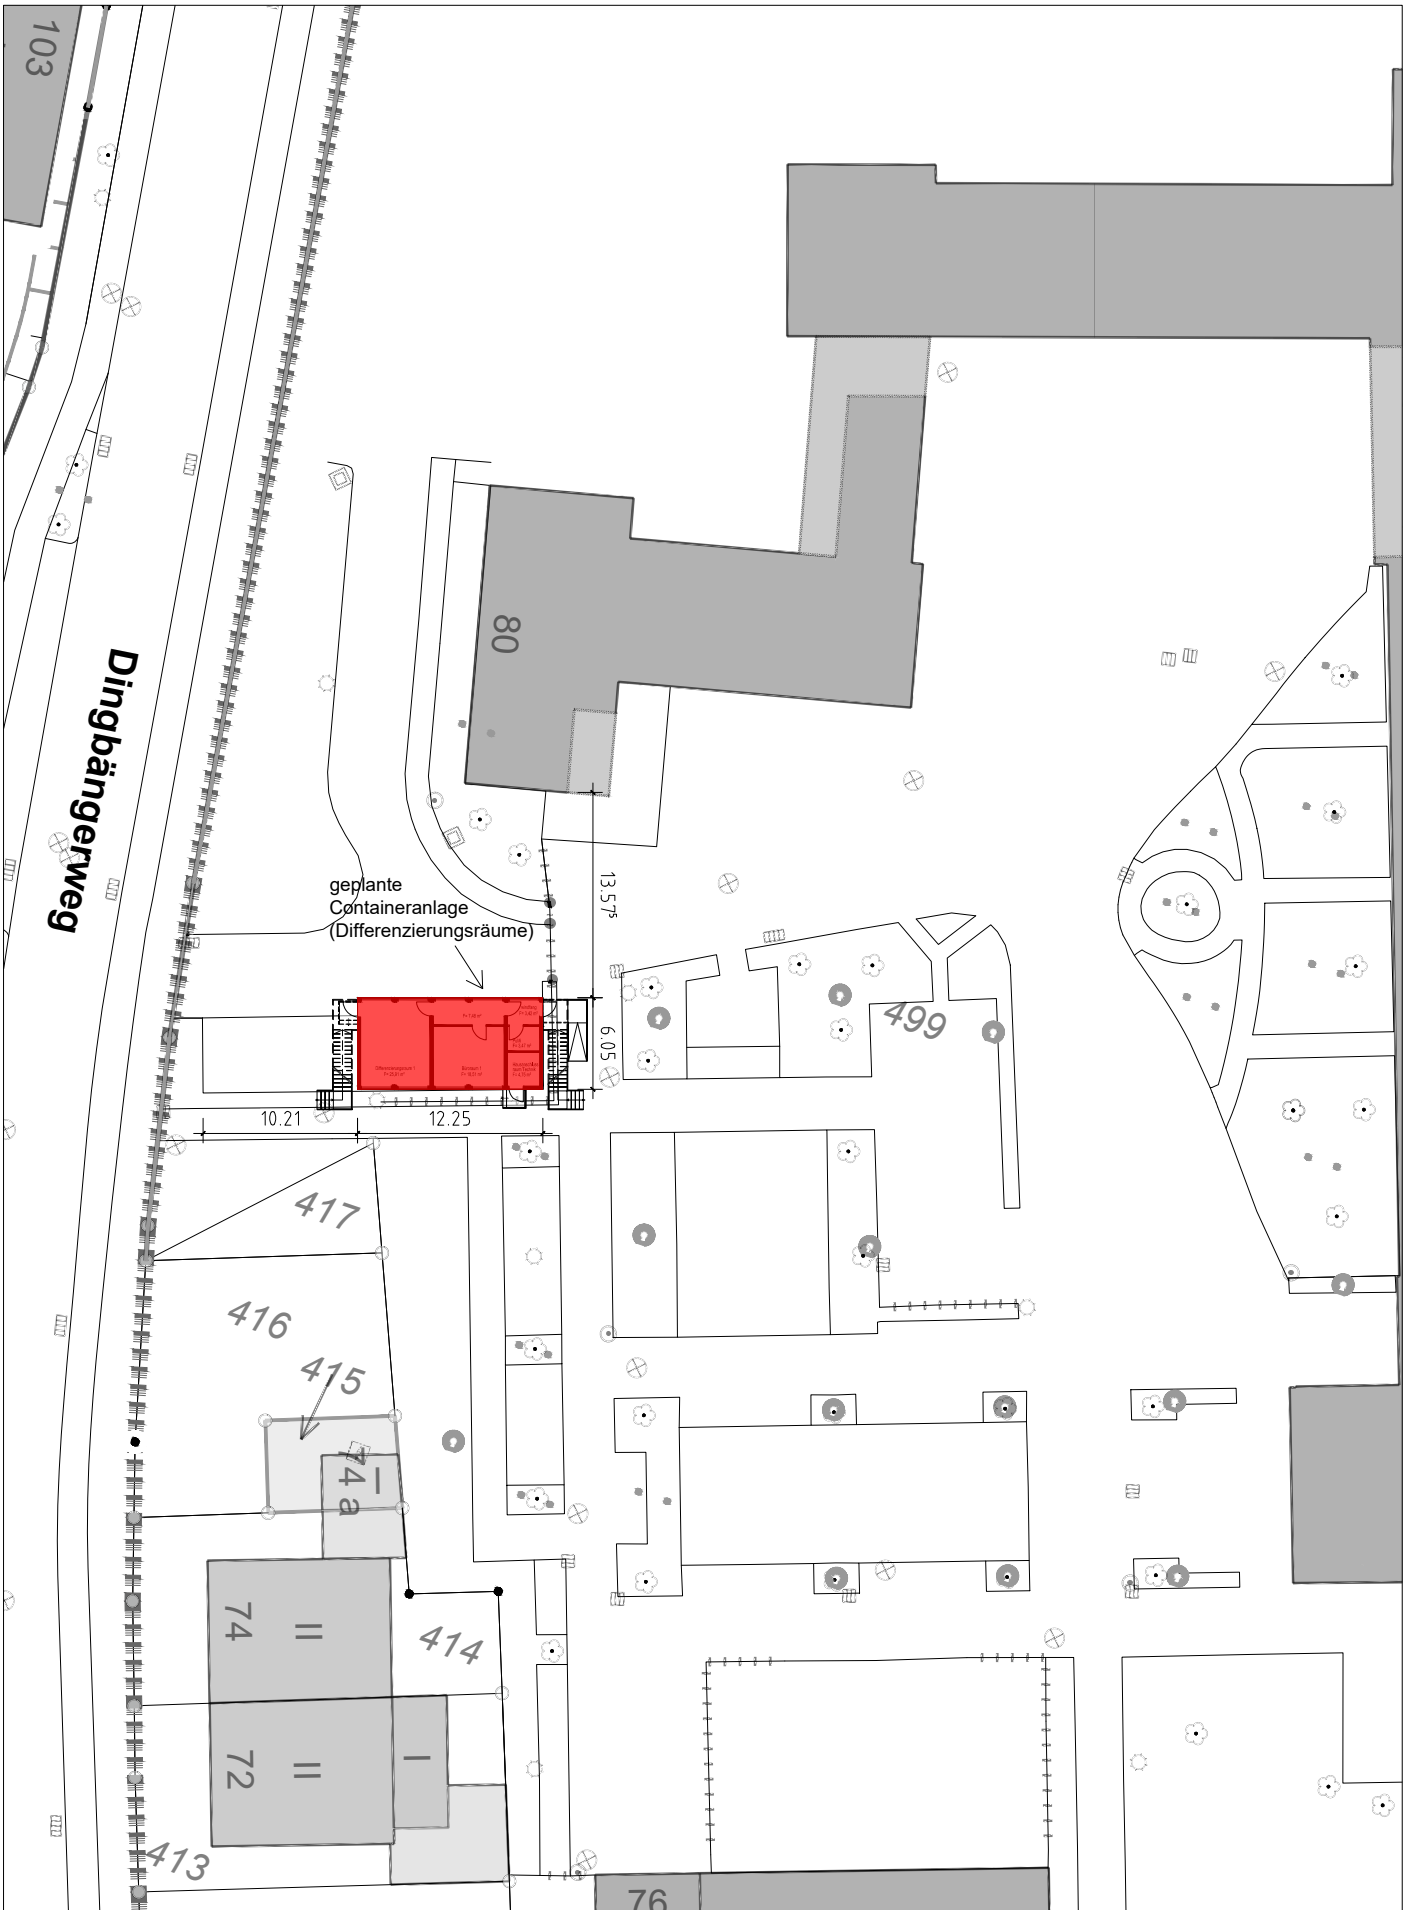 103
80
Dingbängerweg
geplante
Containeranlage
(Differenzierungsräume)
13.57⁵
6.05
499
10.21
12.25
417
416
415
I
74 a
74
II
414
72
II
I
413
76